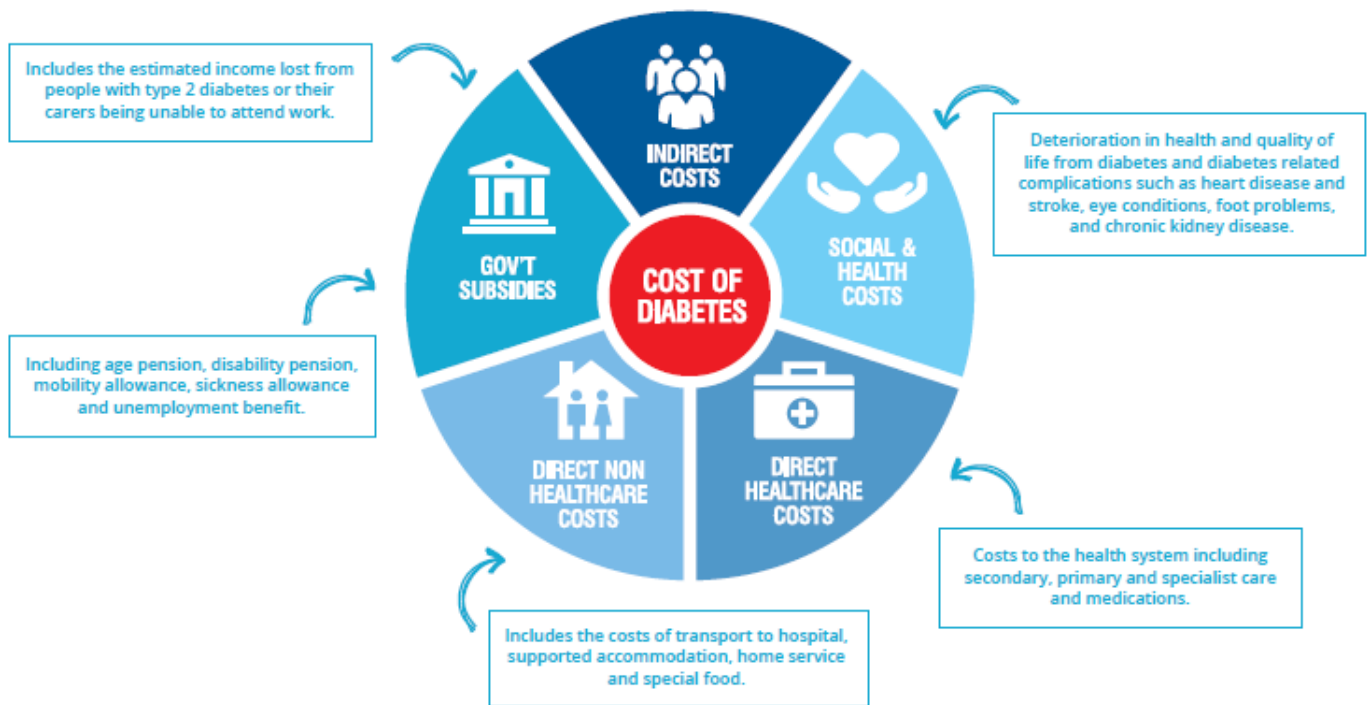 Includes the estimated income lost from
people with type 2 diabetes or their
carers being unable to attend work.
INDIRECT
COSTS
Deterioration in health and quality of
life from diabetes and diabetes related
complications such as heart disease and
stroke, eye conditions, foot problems,
and chronic kidney disease.
GOV'T
SUBSIDIES
COST OF
DIABETES
SOCIAL &
HEALTH
COSTS
Including age pension, disability pension,
mobility allowance, sickness allowance
and unemployment benefit.
DIRECT NON
HEALTHCARE
COSTS
DIRECT
HEALTHCARE
COSTS
Costs to the health system including
secondary, primary and specialist care
and medications.
Includes the costs of transport to hospital,
supported accommodation, home service
and special food.